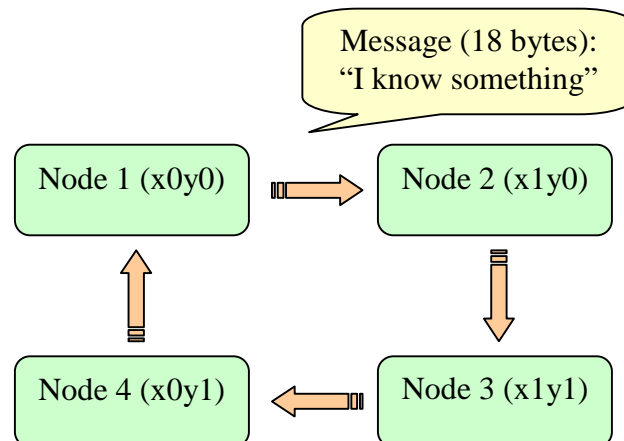 Message (18 bytes):
“I know something”
Node 1 (x0y0)
Node 2 (x1y0)
Node 4 (x0y1)
Node 3 (x1y1)